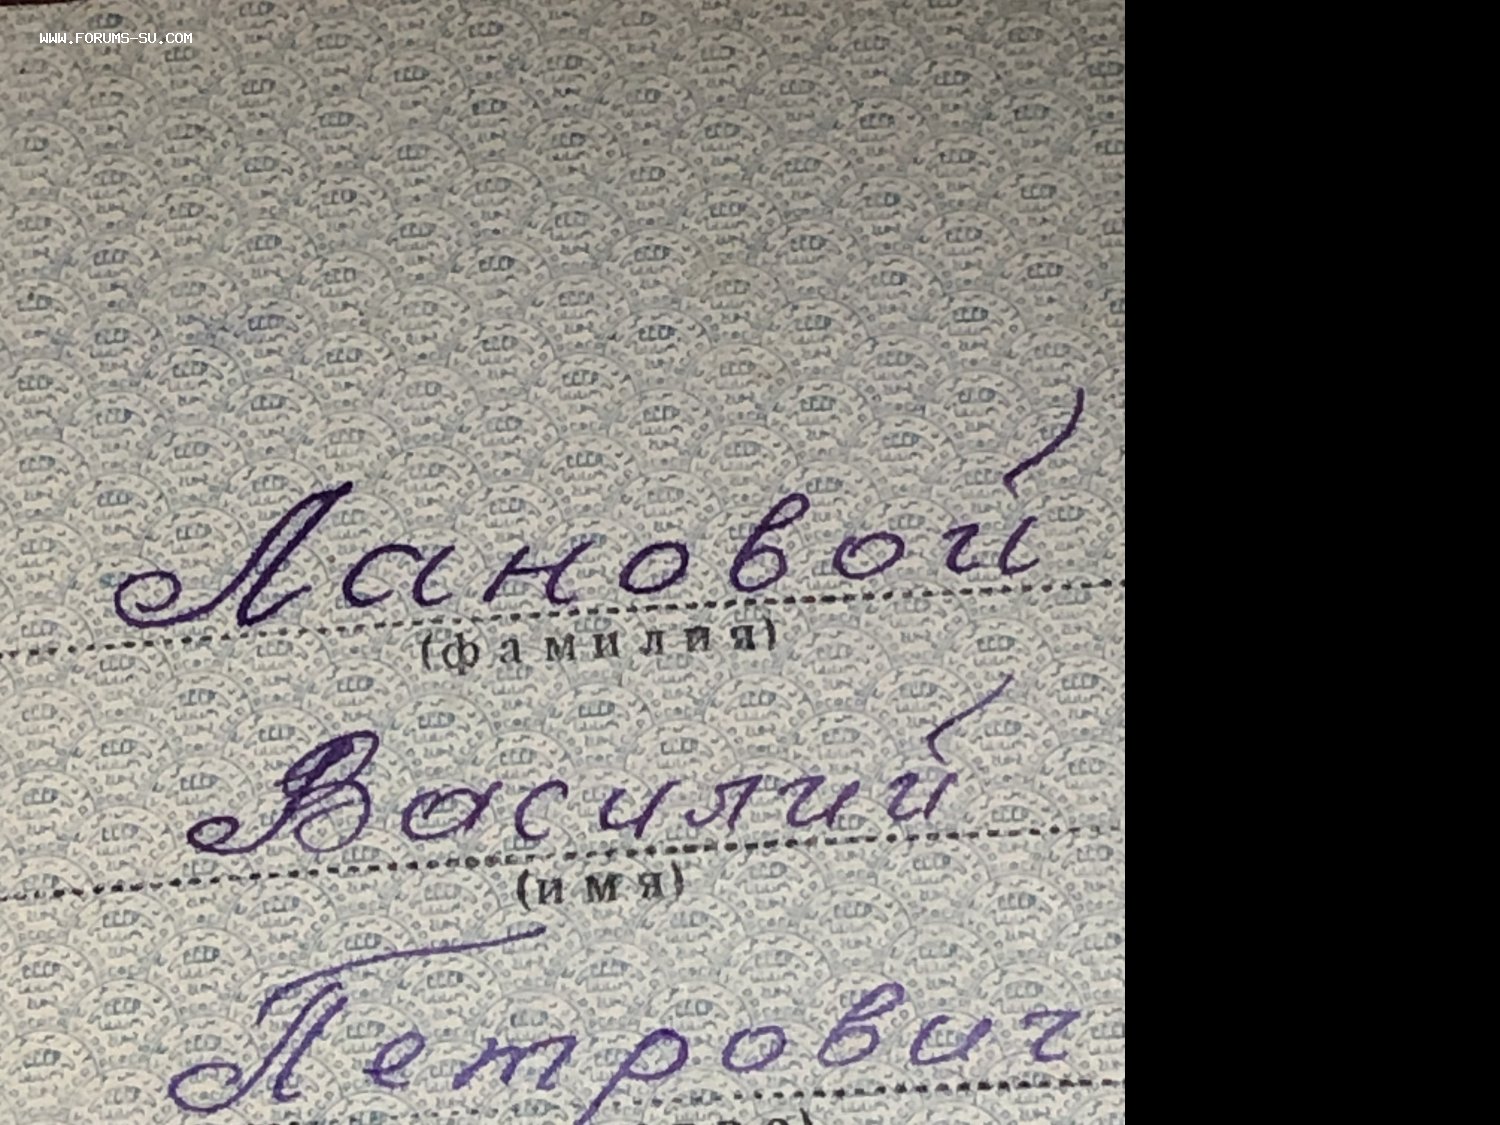 WWW.FORUMS-SU.COM
Лановой
(фамилия)
Василий
(имя)
Петрович